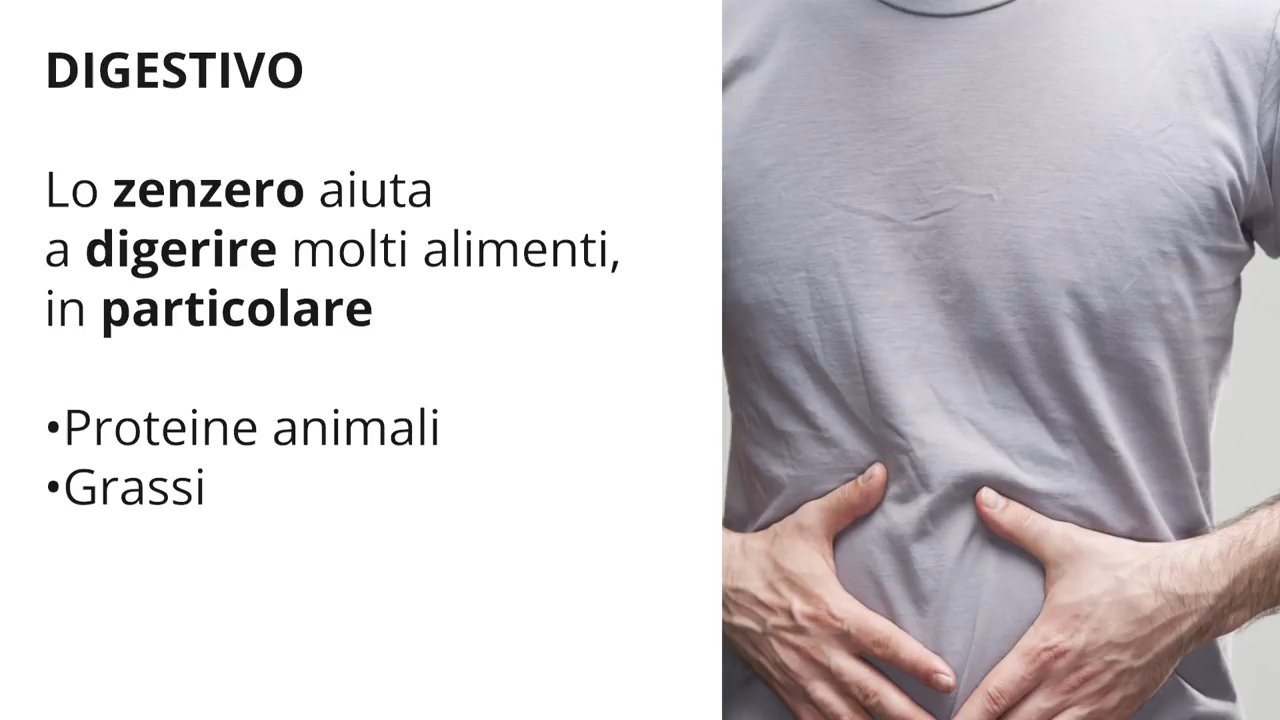 DIGESTIVO
Lo zenzero aiuta
a digerire molti alimenti,
in particolare
•Proteine animali
•Grassi